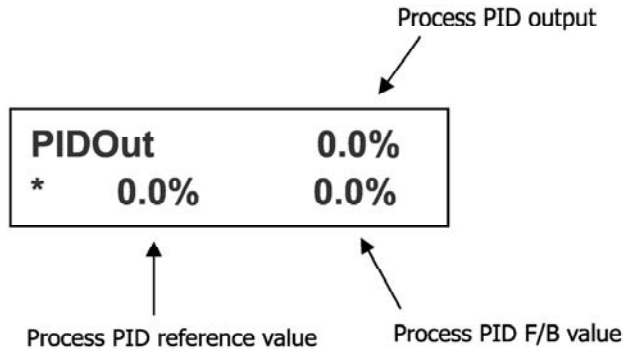 Process PID output
PIDOut 0.0%
* 0.0% 0.0%
Process PID reference value
Process PID F/B value